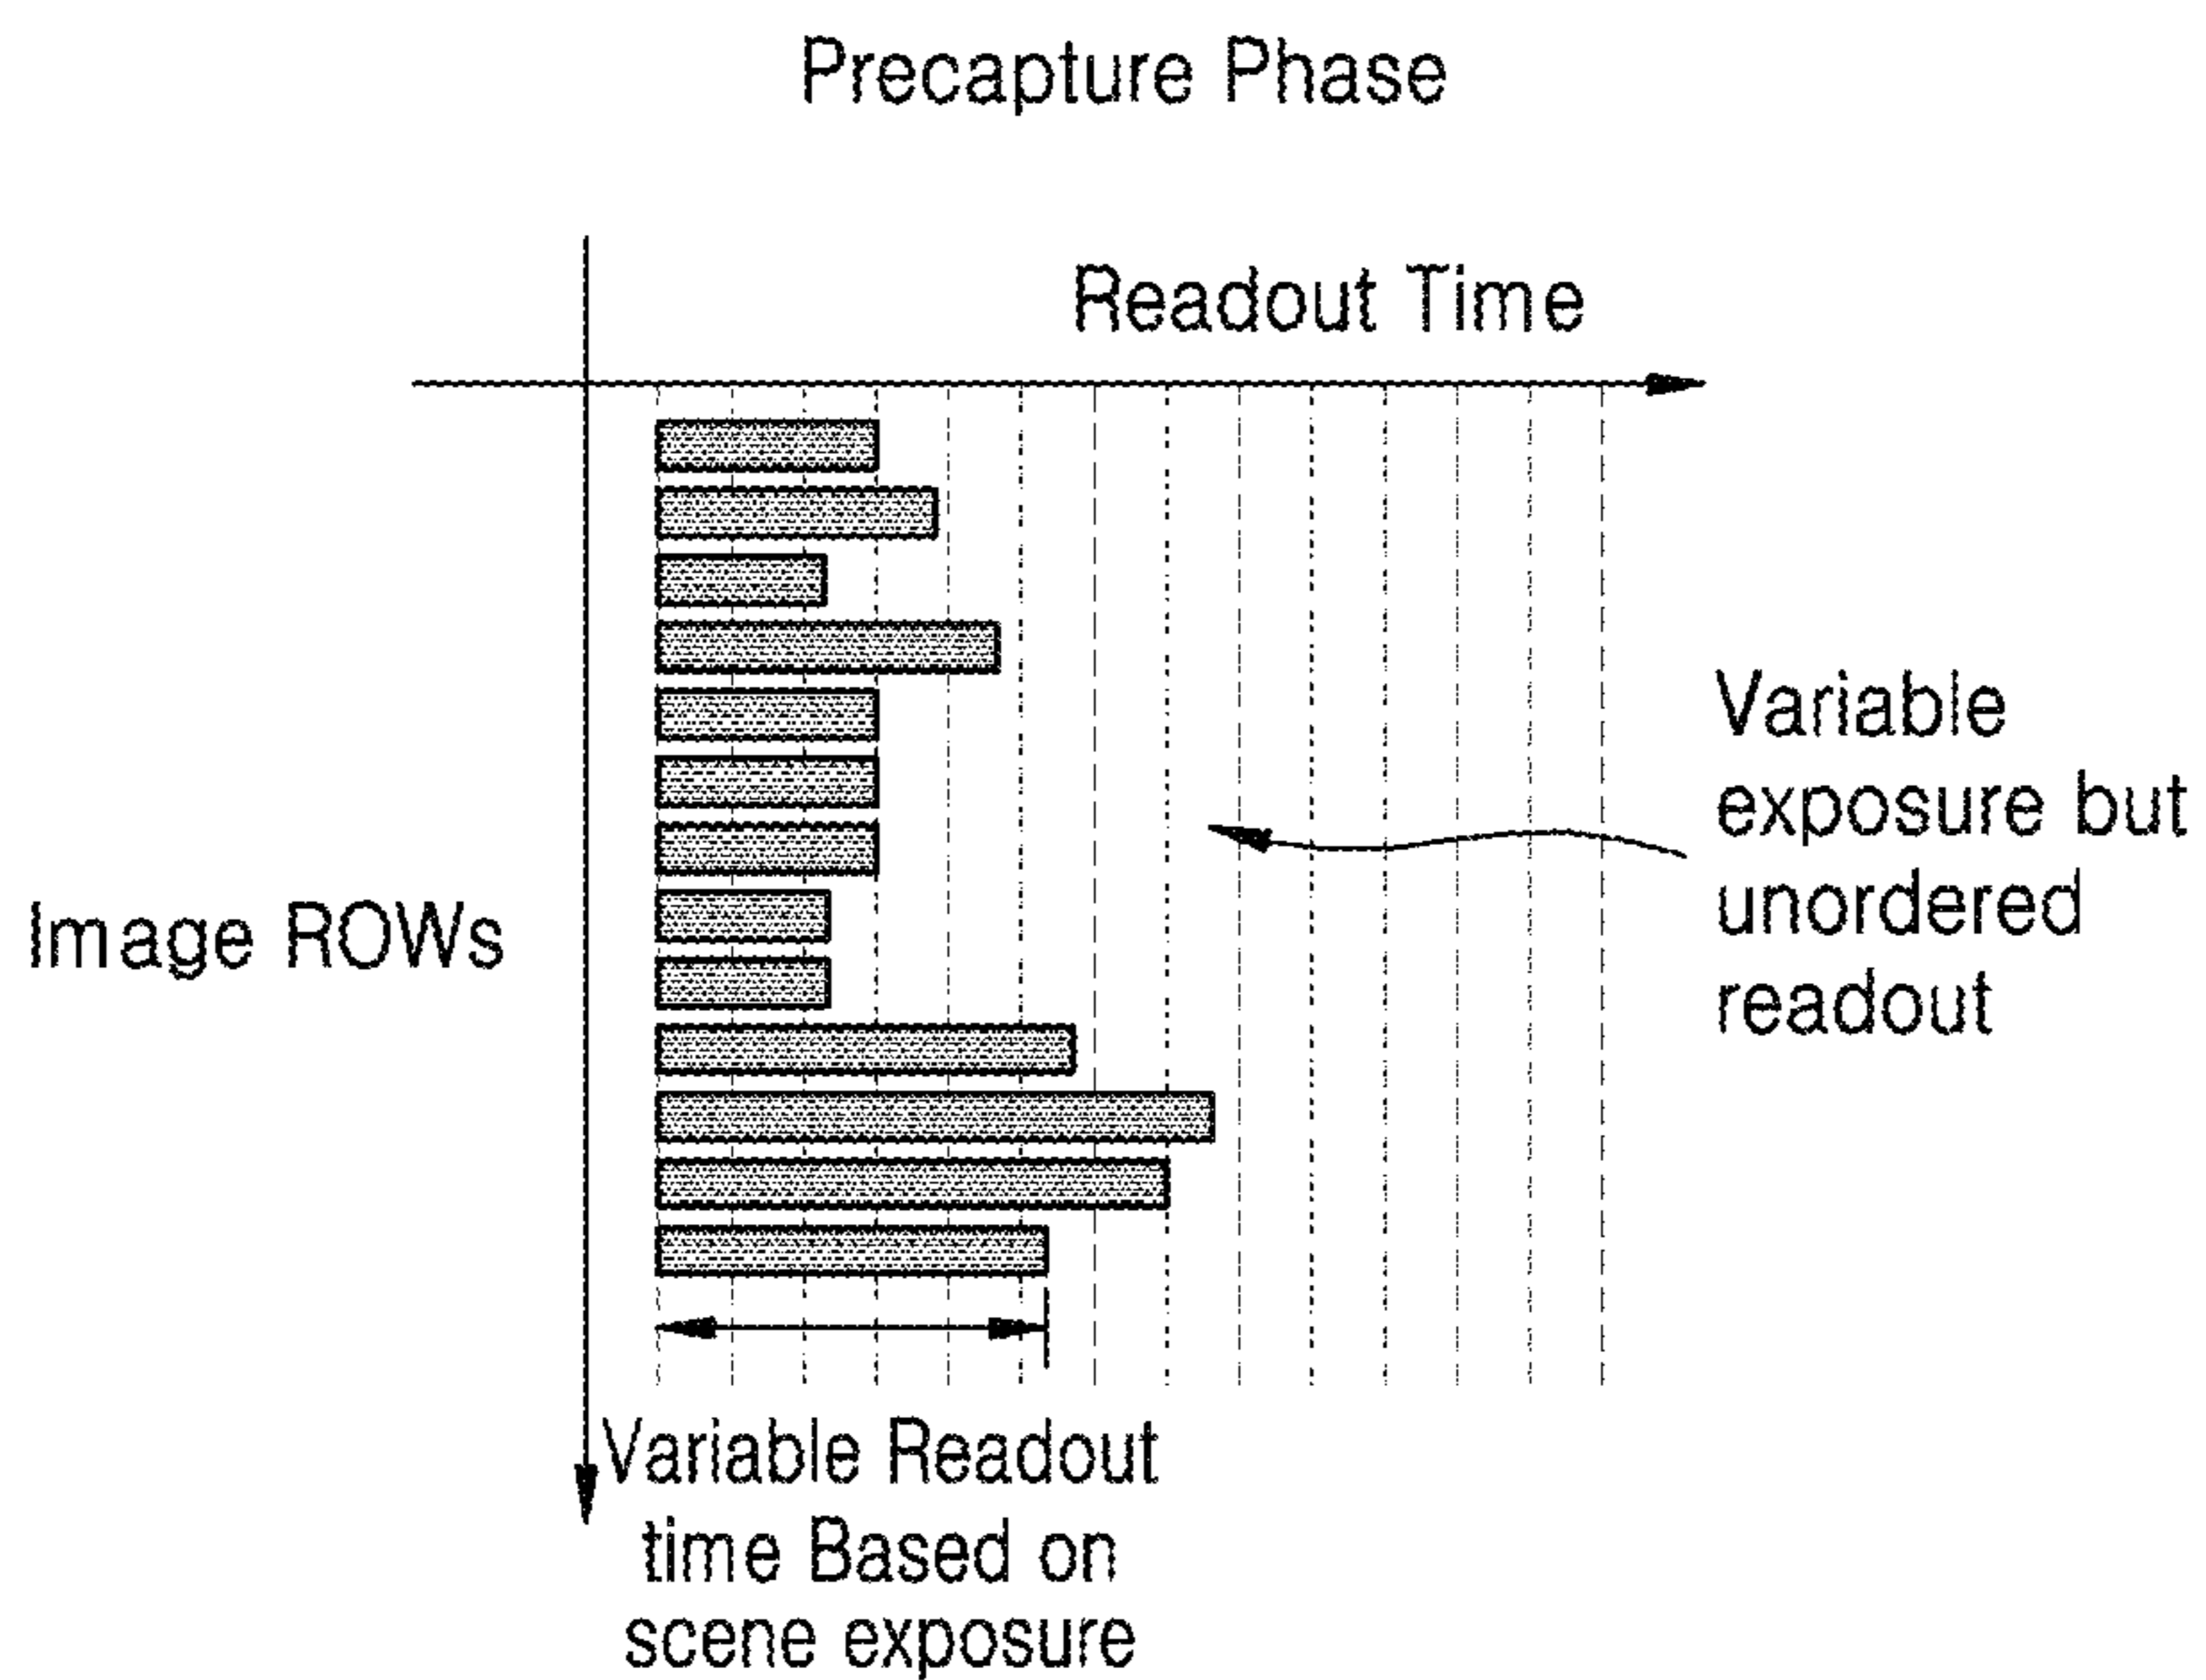 Precapture Phase
Readout Time
Variable
exposure but
unordered
readout
Image ROWs
Variable Readout
time Based on
scene exposure